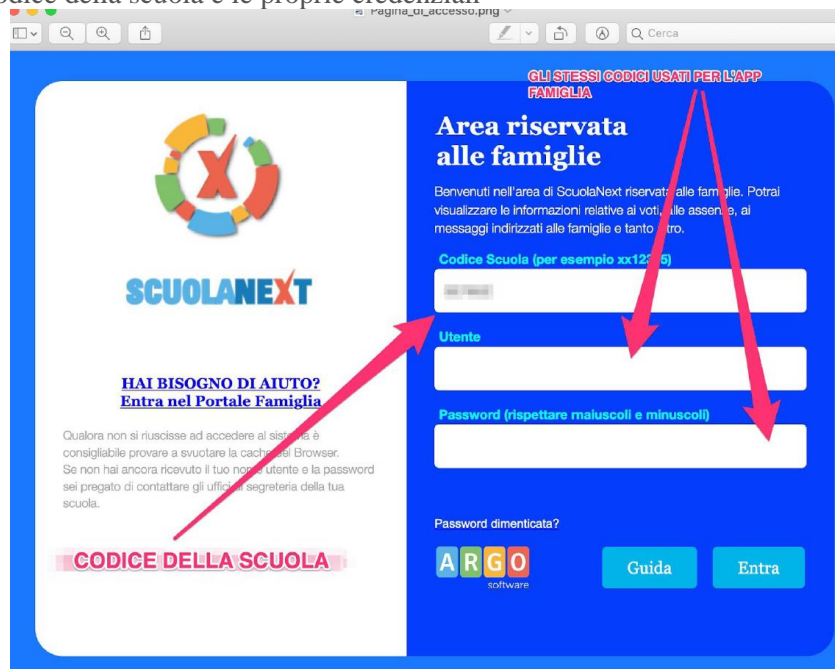 odice della scuola e le proprie credenziali
Pagina_di_accesso.png
Cerca
GLI STESSI CODICI USATI PER L'APP
FAMIGLIA
SCUOLANEXT
HAI BISOGNO DI AIUTO?
Entra nel Portale Famiglia
Qualora non si riuscisse ad accedere al sistema è
consigliabile provare a svuotare la cache del Browser.
Se non hai ancora ricevuto il tuo nome utente e la password
sei pregato di contattare gli uffici di segreteria della tua
scuola.
CODICE DELLA SCUOLA
Area riservata
alle famiglie
Benvenuti nell'area di ScuolaNext riservata alle famiglie. Potrai
visualizzare le informazioni relative ai voti, alle assenze, ai
messaggi indirizzati alle famiglie e tanto altro.
Codice Scuola (per esempio xx12345)
Utente
Password (rispettare maiuscoli e minuscoli)
Password dimenticata?
ARGO
software
Guida
Entra